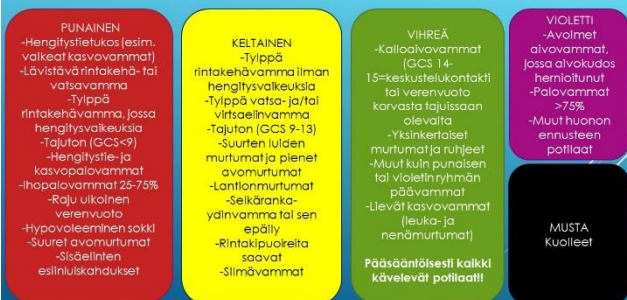 PUNAINEN
-Hengitystietukos (esim.
vaikeat kasvovammat)
-Lävistävä rintakehä- tai
vatsavamma
-Tylppä
rintakehävamma, jossa
hengitysvaikeuksia
-Tajuton (GCS<9)
-Hengitystie- ja
kasvopalovammat
-Ihopalovammat 25-75%
-Raju ulkoinen
verenvuoto
-Hypovoleeminen sokki
-Suuret avomurtumat
-Sisäelinten
esiinluiskahdukset
KELTAINEN
-Tylppä
rintakehävamma ilman
hengitysvaikeuksia
-Tylppä vatsa- ja/tai
virtsaelinvamma
-Tajuton (GCS 9-13)
-Suurten luiden
murtumat ja pienet
avomurtumat
-Lantionmurtumat
-Selkäranka-
ydinvamma tai sen
epäily
-Rintakipuoireita
saavat
-Silmävammat
VIHREÄ
-Kalloaivovammat
(GCS 14-
15=keskustelukontakti
tai verenvuoto
korvasta tajuissaan
olevalta
-Yksinkertaiset
murtumat ja ruhjeet
-Muut kuin punaisen
tai violetin ryhmän
päävammat
-Lievät kasvovammat
(leuka- ja
nenämurtumat)
Pääsääntöisesti kaikki
kävelevät potilaat!!
VIOLETTI
-Avoimet
aivovammat,
jossa aivokudos
hernioitunut
-Palovammat
>75%
-Muut huonon
ennusteen
potilaat
MUSTA
Kuolleet